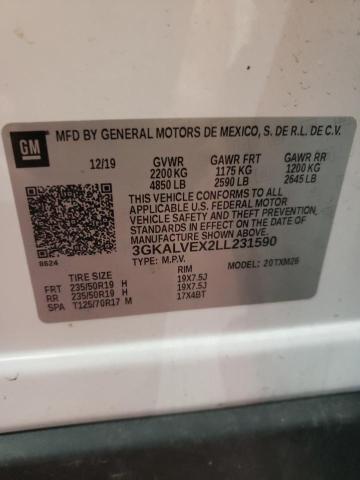 GM
MFD BY GENERAL MOTORS DE MEXICO, S. DE R.L. DE C.V.
12/19 GVWR GAWR FRT GAWR RR
2200 KG 1175 KG 1200 KG
4850 LB 2590 LB 2645 LB
THIS VEHICLE CONFORMS TO ALL
APPLICABLE U.S. FEDERAL MOTOR
VEHICLE SAFETY AND THEFT PREVENTION
STANDARDS IN EFFECT ON THE DATE OF
MANUFACTURE SHOWN ABOVE.
3GKALVEX2LL231590
8624 TYPE: M.P.V. MODEL: 20TXM26
TIRE SIZE RIM
FRT 235/50R19 H 19X7.5J
RR 235/50R19 H 19X7.5J
SPA T125/70R17 M 17X4BT